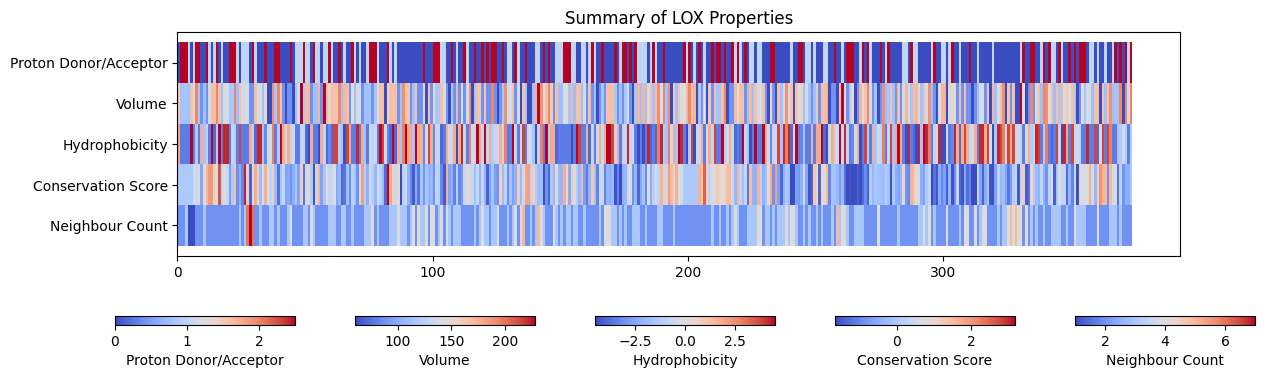 Summary of LOX Properties
Proton Donor/Acceptor
Volume
Hydrophobicity
Conservation Score
Neighbour Count
0 100 200 300
0 1 2
Proton Donor/Acceptor
100 150 200
Volume
−2.5 0.0 2.5
Hydrophobicity
0 2
Conservation Score
2 4 6
Neighbour Count